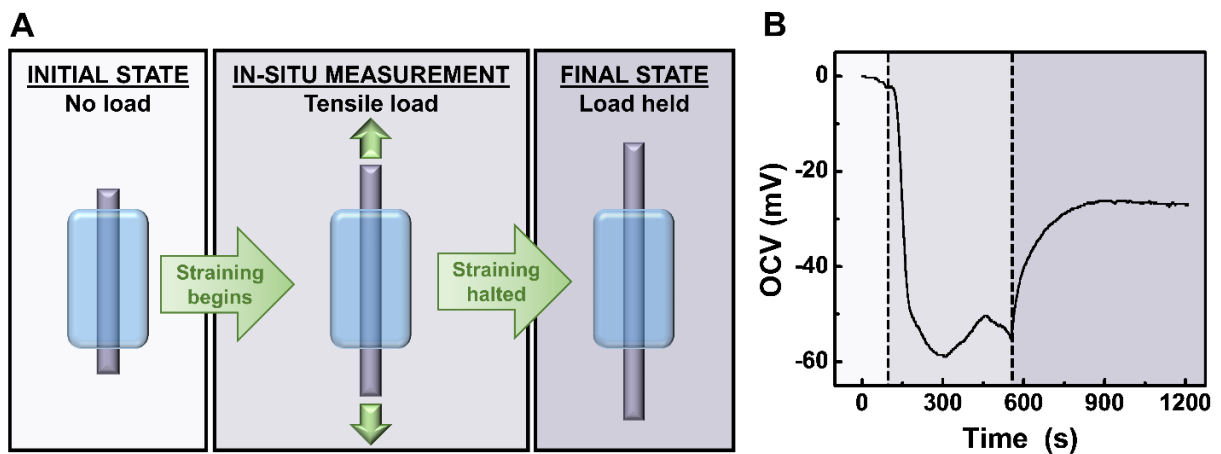 A
INITIAL STATE
No load
IN-SITU MEASUREMENT
Tensile load
FINAL STATE
Load held
Straining
begins
Straining
halted
B
OCV (mV)
0
-20
-40
-60
0 300 600 900 1200
Time (s)